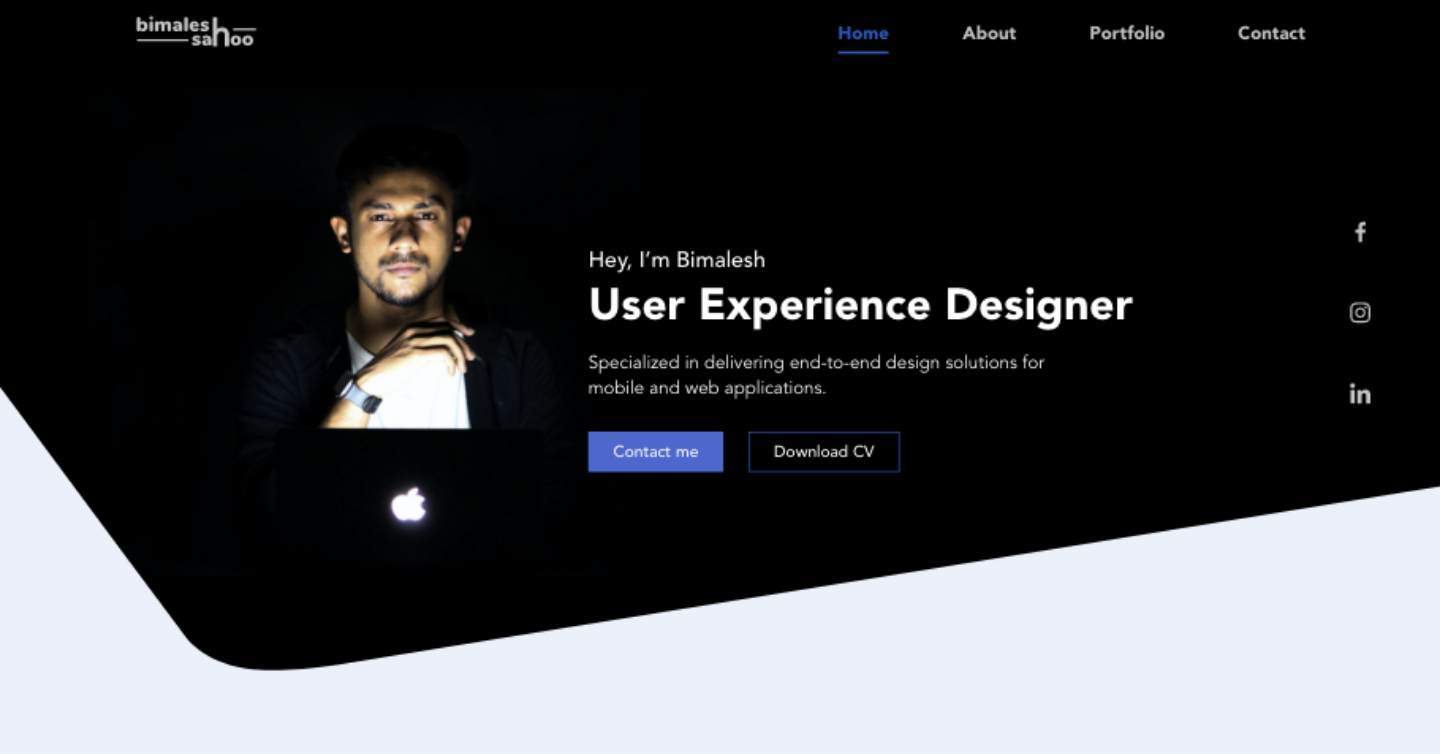 bimales
sahoo
Home About Portfolio Contact
Hey, I’m Bimalesh
User Experience Designer
Specialized in delivering end-to-end design solutions for
mobile and web applications.
Contact me Download CV
f
in